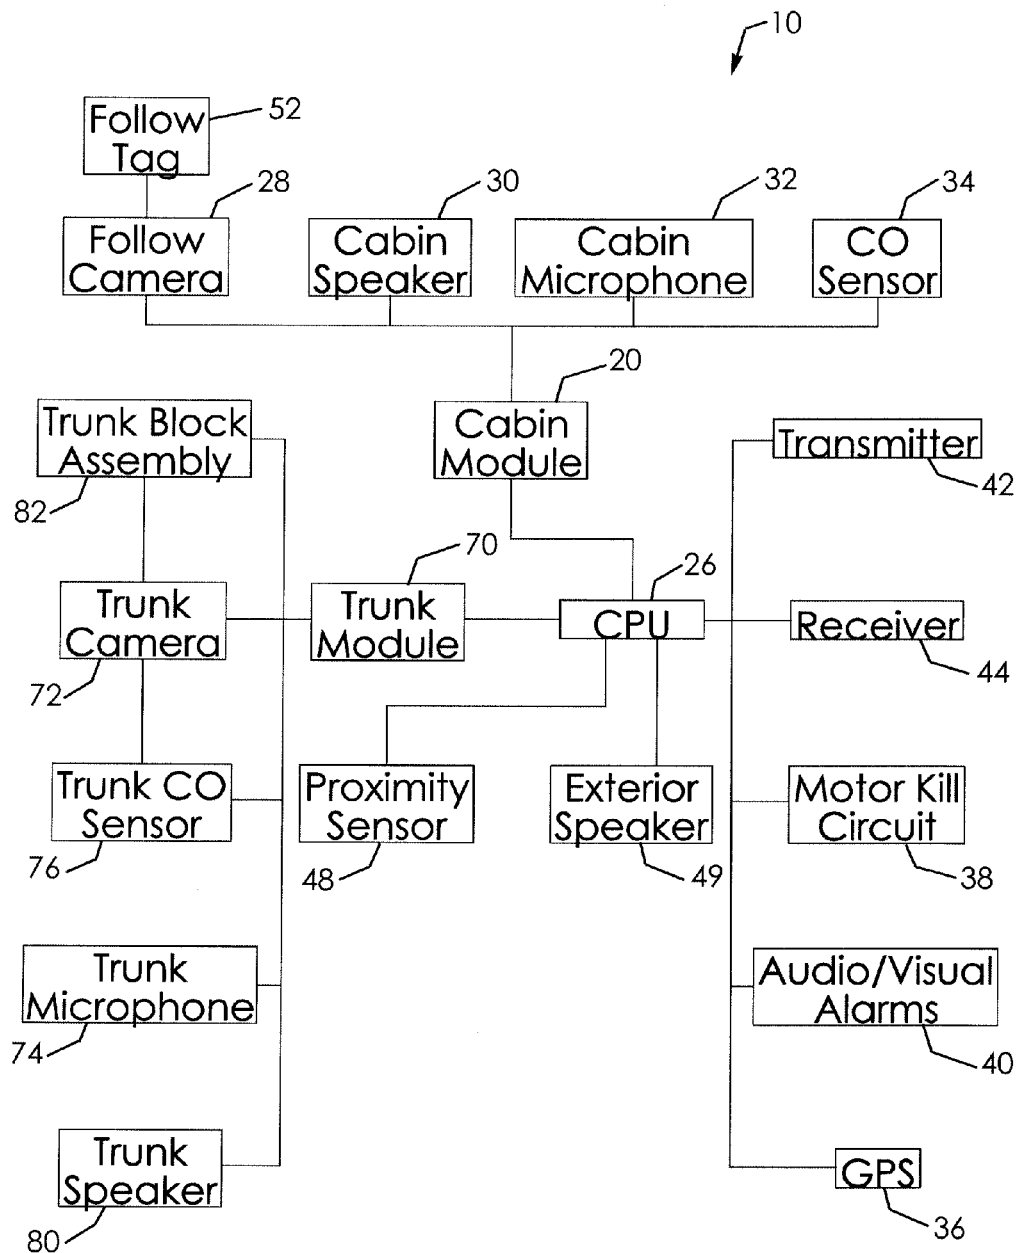 10
Follow
Tag
52
28
30
32
34
Follow
Camera
Cabin
Speaker
Cabin
Microphone
CO
Sensor
20
Trunk Block
Assembly
82
Cabin
Module
Transmitter
42
70
26
Trunk
Camera
72
Trunk
Module
CPU
Receiver
44
Trunk CO
Sensor
76
Proximity
Sensor
48
Exterior
Speaker
49
Motor Kill
Circuit
38
Trunk
Microphone
74
Audio/Visual
Alarms
40
Trunk
Speaker
80
GPS
36